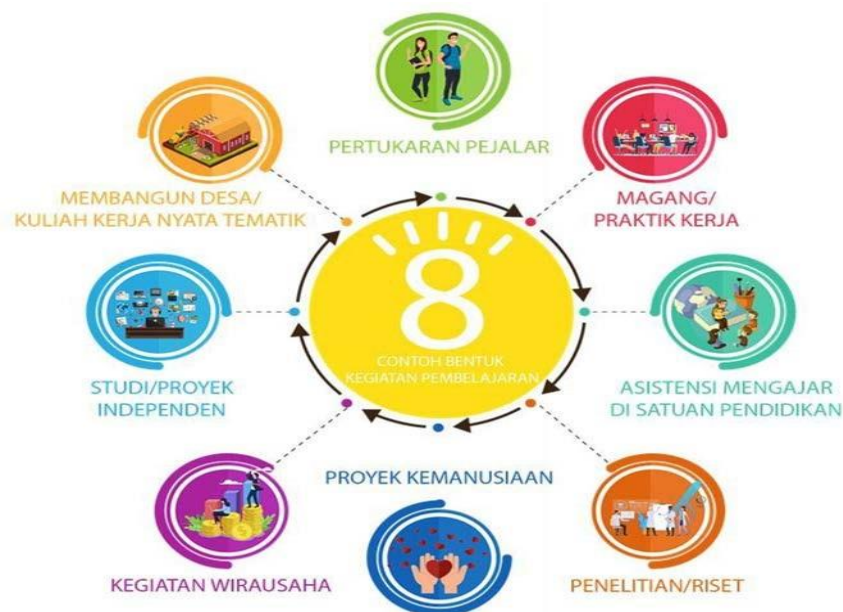 PERTUKARAN PEJALAR
MAGANG/
PRAKTIK KERJA
ASISTENSI MENGAJAR
DI SATUAN PENDIDIKAN
PENELITIAN/RISET
PROYEK KEMANUSIAAN
KEGIATAN WIRAUSAHA
STUDI/PROYEK
INDEPENDEN
MEMBANGUN DESA/
KULIAH KERJA NYATA TEMATIK
8
CONTOH BENTUK
KEGIATAN PEMBELAJARAN